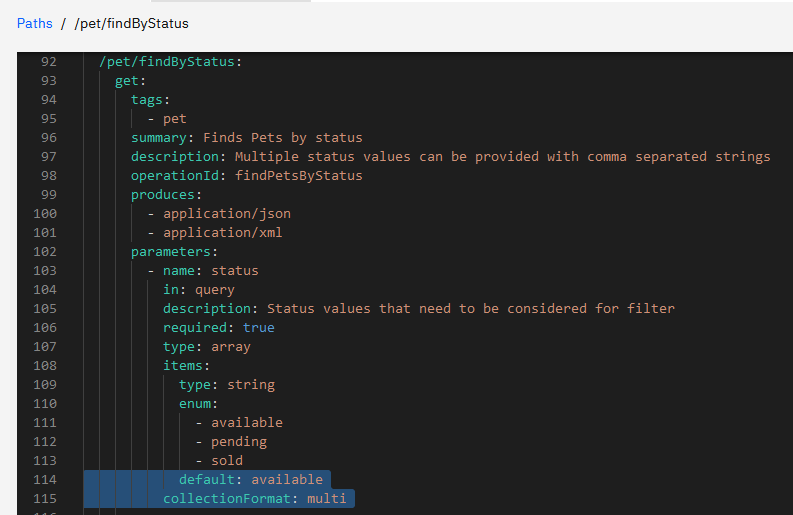 Paths / /pet/findByStatus
92 /pet/findByStatus:
93 get:
94 tags:
95 - pet
96 summary: Finds Pets by status
97 description: Multiple status values can be provided with comma separated strings
98 operationId: findPetsByStatus
99 produces:
100 - application/json
101 - application/xml
102 parameters:
103 - name: status
104 in: query
105 description: Status values that need to be considered for filter
106 required: true
107 type: array
108 items:
109 type: string
110 enum:
111 - available
112 - pending
113 - sold
114 default: available
115 collectionFormat: multi